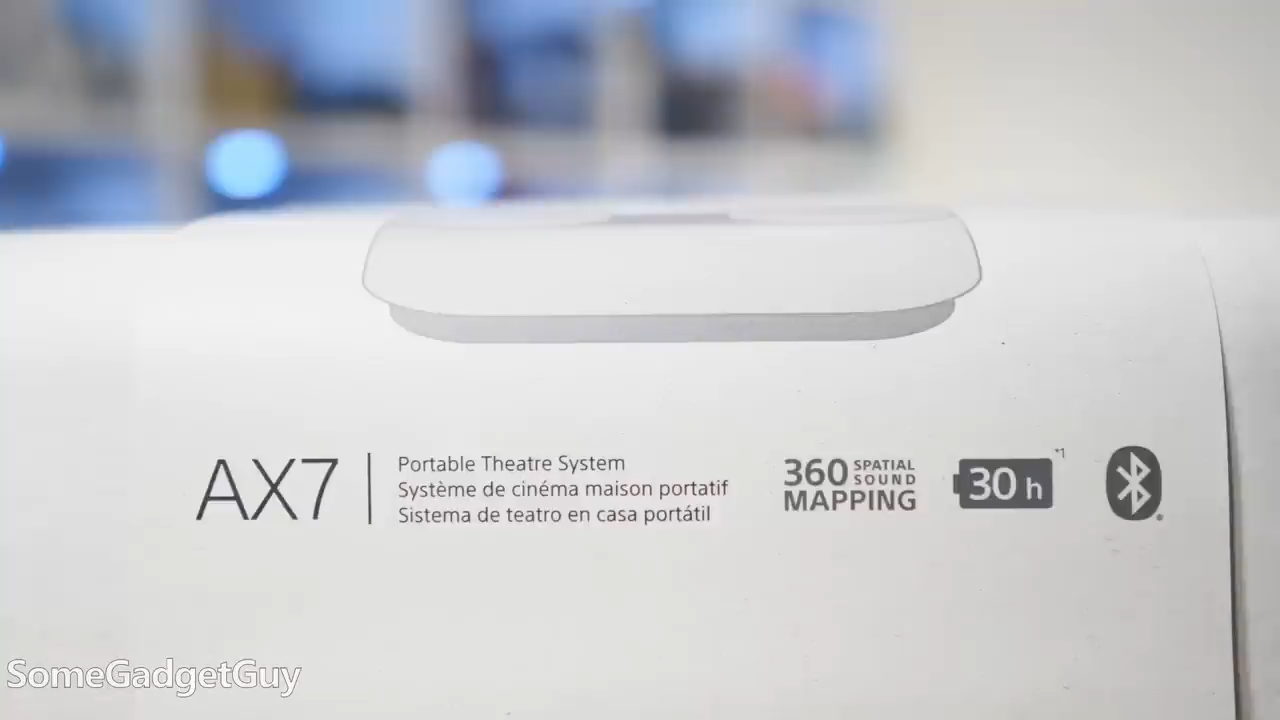 AX7
Portable Theatre System
Système de cinéma maison portatif
Sistema de teatro en casa portátil
360 SPATIAL SOUND
MAPPING
30 h *1
SomeGadgetGuy